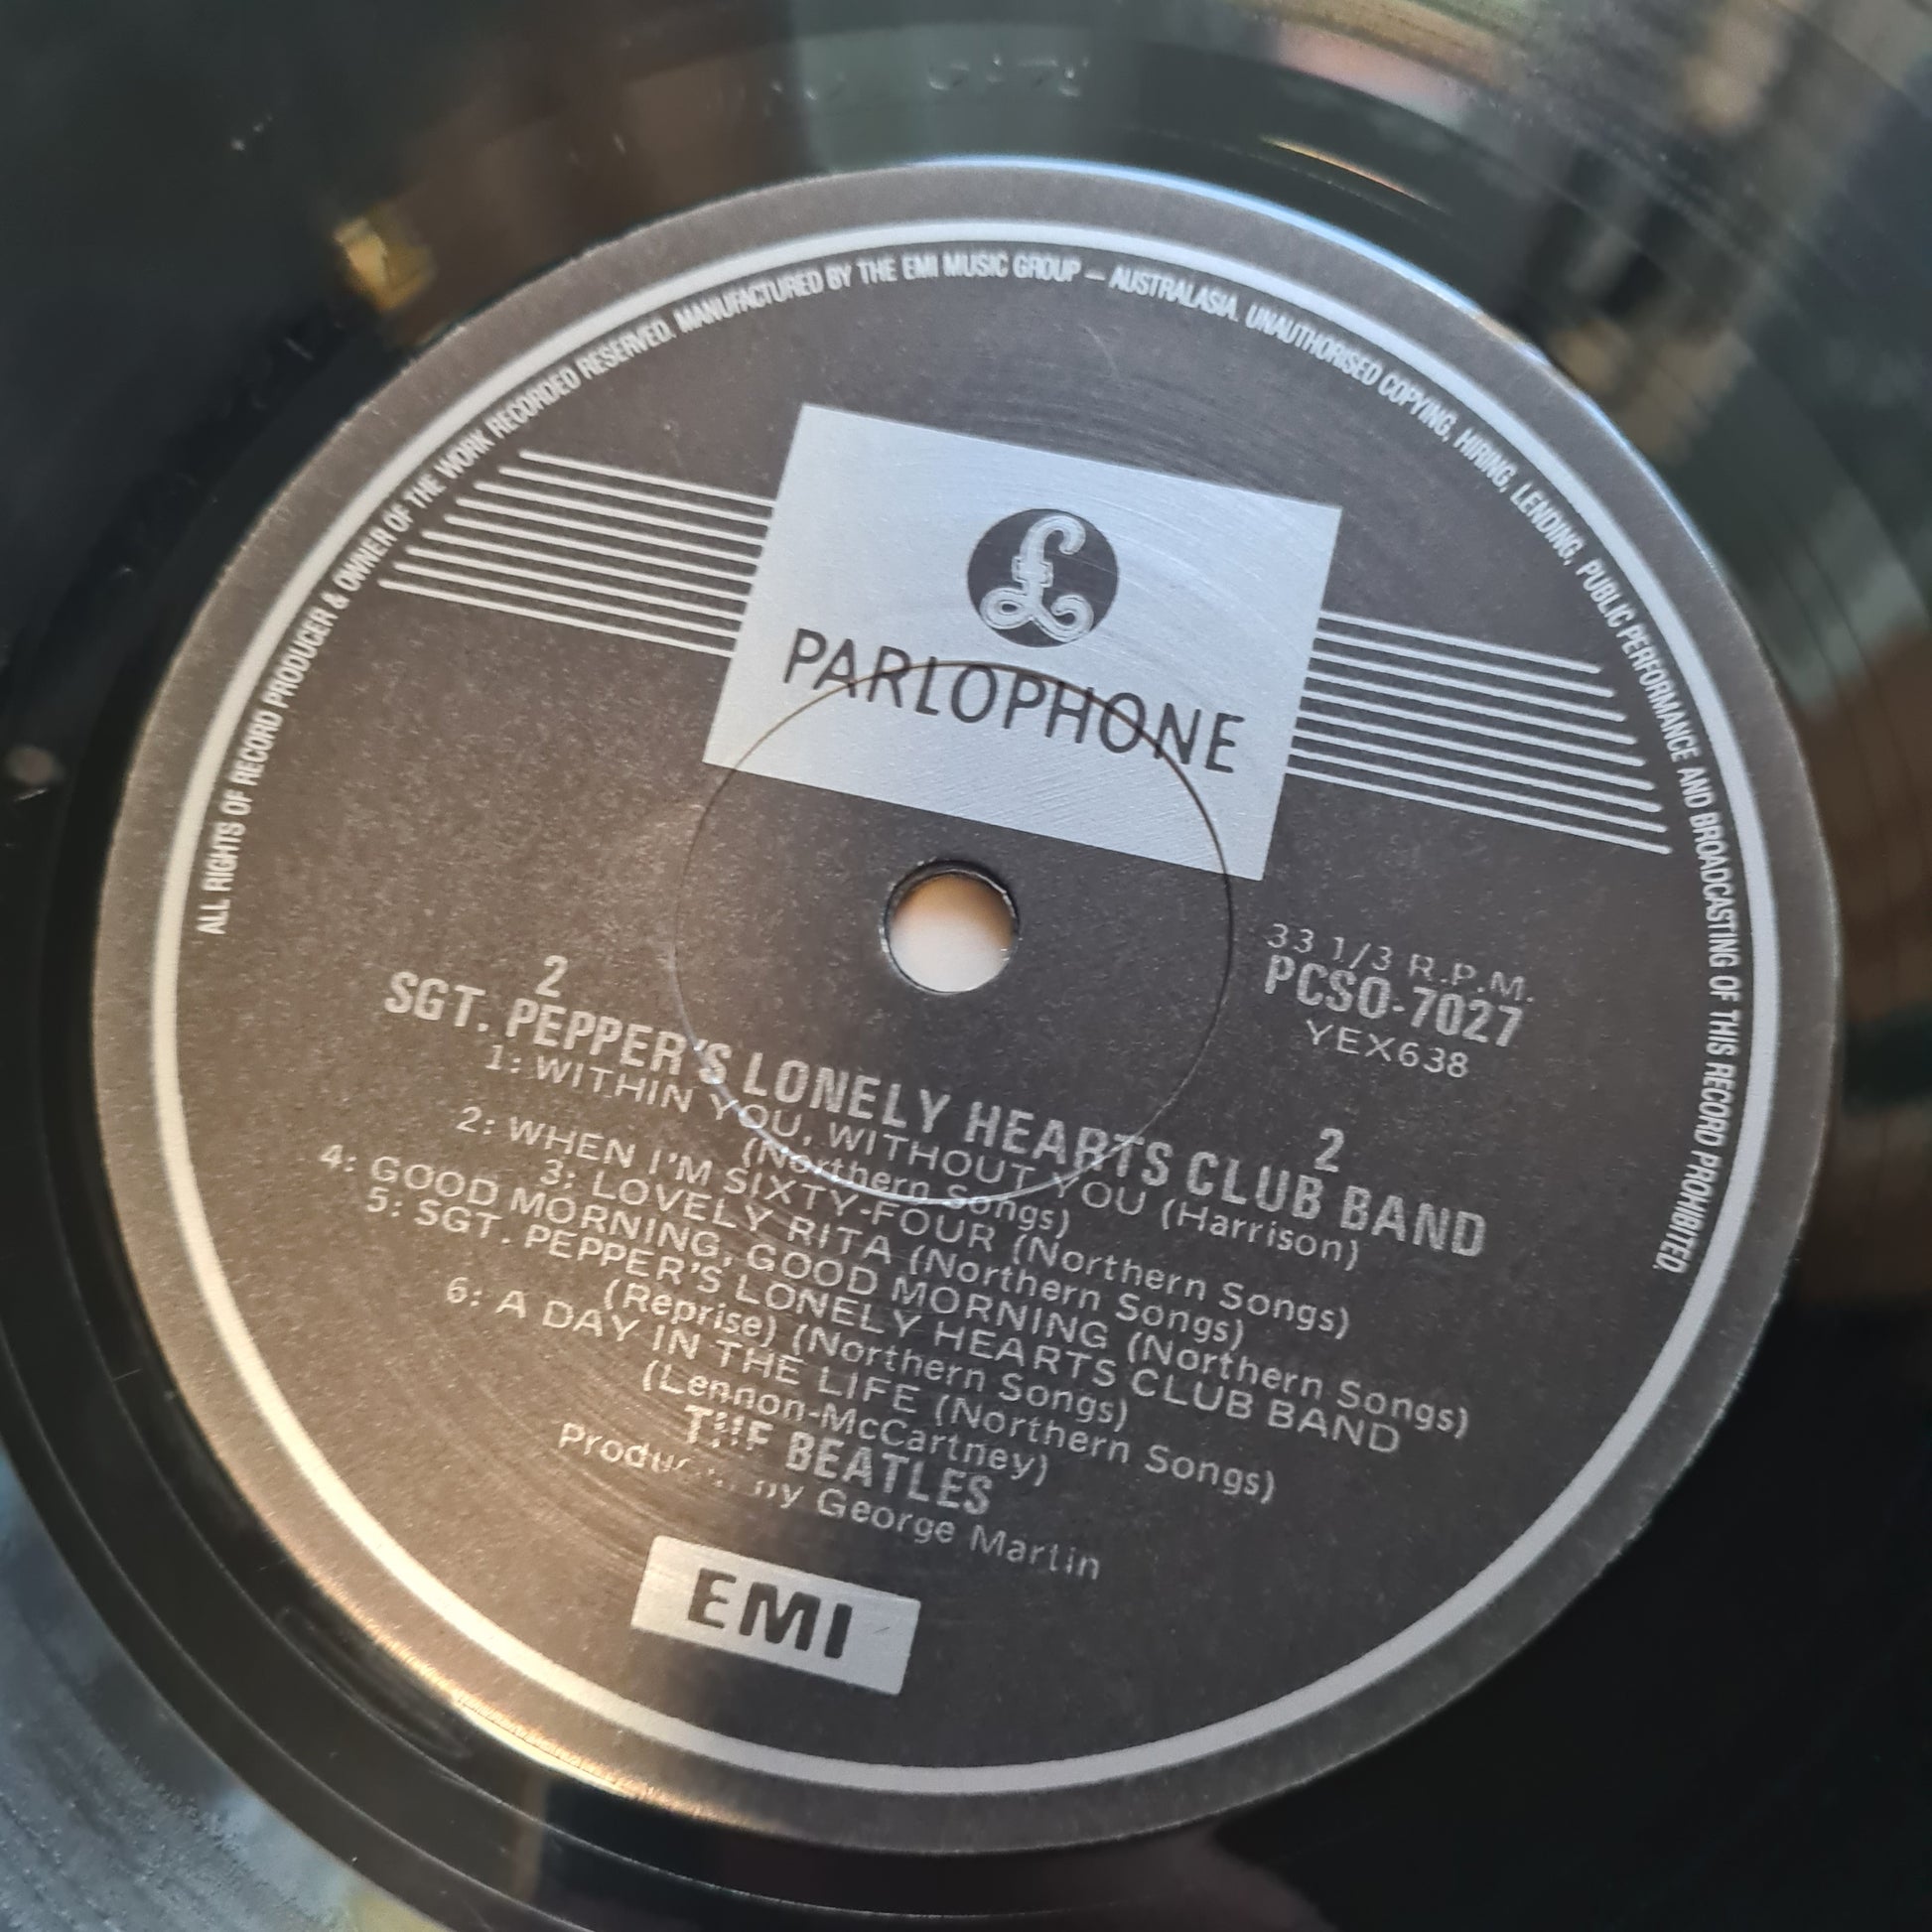 ALL RIGHTS OF RECORD PRODUCER & OWNER OF THE WORK RECORDED RESERVED. MANUFACTURED BY THE EMI MUSIC GROUP – AUSTRALASIA. UNAUTHORISED COPYING, HIRING, LENDING, PUBLIC PERFORMANCE AND BROADCASTING OF THIS RECORD PROHIBITED.
£
PARLOPHONE
33 1/3 R.P.M.
PCSO-7027
YEX638
2 2
SGT. PEPPER'S LONELY HEARTS CLUB BAND
1: WITHIN YOU, WITHOUT YOU (Harrison)
(Northern Songs)
2: WHEN I'M SIXTY-FOUR (Northern Songs)
3: LOVELY RITA (Northern Songs)
4: GOOD MORNING, GOOD MORNING (Northern Songs)
5: SGT. PEPPER'S LONELY HEARTS CLUB BAND
(Reprise) (Northern Songs)
6: A DAY IN THE LIFE (Northern Songs)
(Lennon-McCartney)
THE BEATLES
Produced by George Martin
EMI